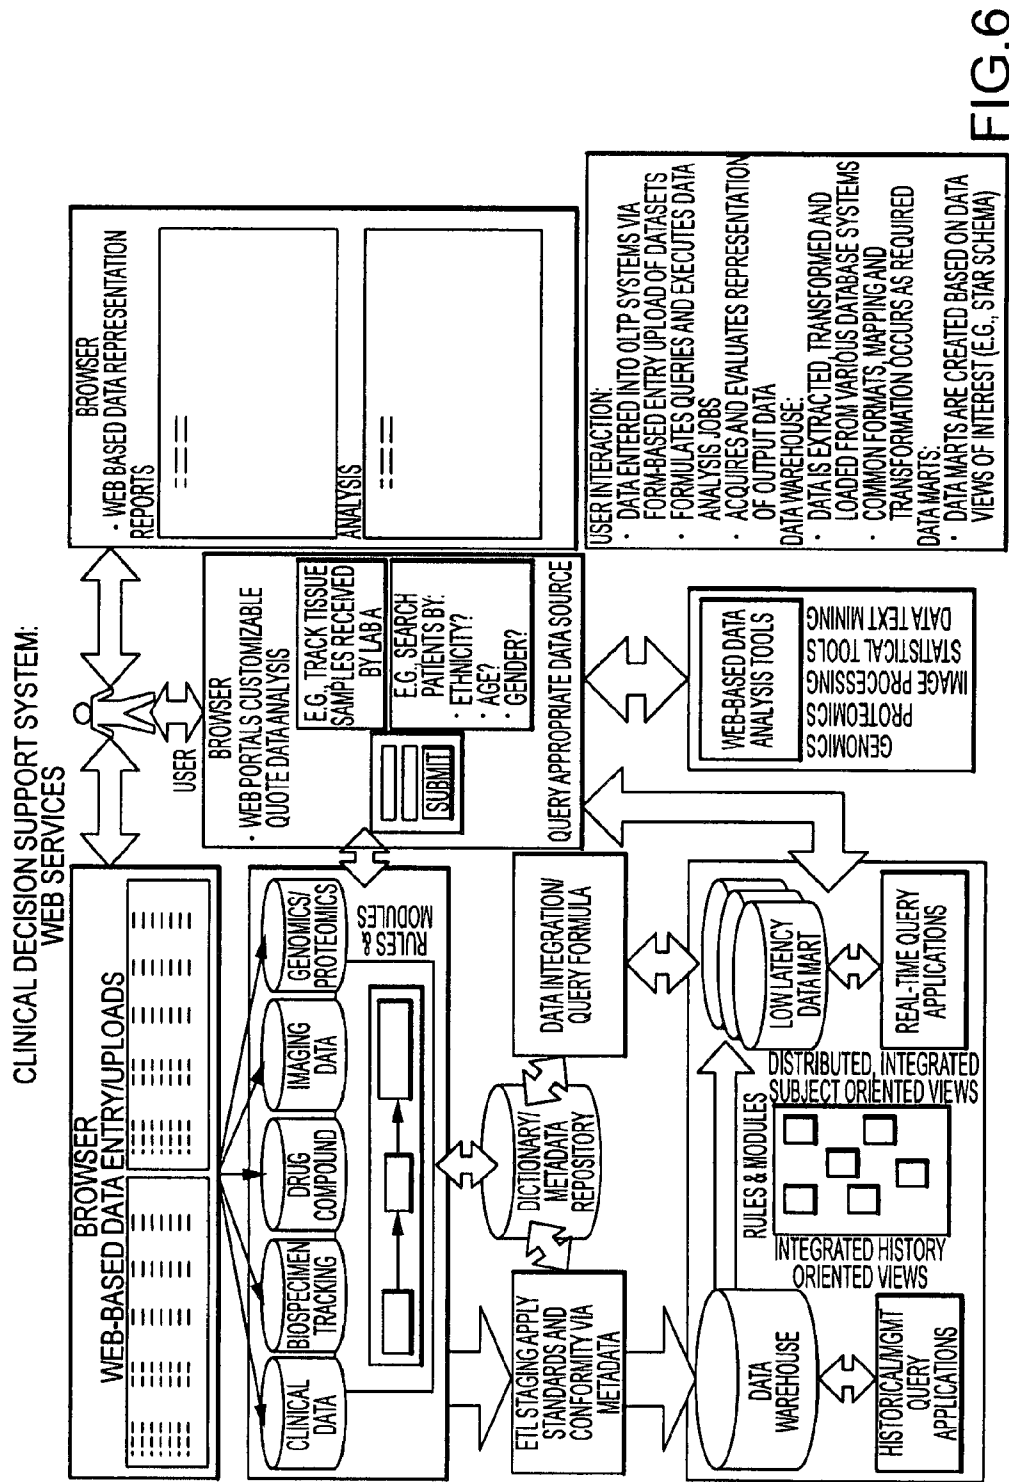 CLINICAL DECISION SUPPORT SYSTEM:
WEB SERVICES
BROWSER
WEB-BASED DATA ENTRY/UPLOADS
USER
BROWSER
· WEB BASED DATA REPRESENTATION
REPORTS
ANALYSIS
CLINICAL
DATA
BIOSPECIMEN
TRACKING
DRUG
COMPOUND
IMAGING
DATA
GENOMICS/
PROTEOMICS
RULES &
MODULES
BROWSER
· WEB PORTALS CUSTOMIZABLE
QUOTE DATA ANALYSIS
E.G., TRACK TISSUE
SAMPLES RECEIVED
BY LAB A
E.G., SEARCH
PATIENTS BY:
· ETHNICITY?
· AGE?
· GENDER?
SUBMIT
QUERY APPROPRIATE DATA SOURCE
ETL STAGING APPLY
STANDARDS AND
CONFORMITY VIA
METADATA
DICTIONARY/
METADATA
REPOSITORY
DATA INTEGRATION/
QUERY FORMULA
WEB-BASED DATA
ANALYSIS TOOLS
GENOMICS
PROTEOMICS
IMAGE PROCESSING
STATISTICAL TOOLS
DATA TEXT MINING
DATA
WAREHOUSE
HISTORICAL/MGMT
QUERY
APPLICATIONS
RULES & MODULES
INTEGRATED HISTORY
ORIENTED VIEWS
LOW LATENCY
DATA MART
DISTRIBUTED, INTEGRATED
SUBJECT ORIENTED VIEWS
REAL-TIME QUERY
APPLICATIONS
USER INTERACTION:
· DATA ENTERED INTO OLTP SYSTEMS VIA
FORM-BASED ENTRY UPLOAD OF DATASETS
· FORMULATES QUERIES AND EXECUTES DATA
ANALYSIS JOBS
· ACQUIRES AND EVALUATES REPRESENTATION
OF OUTPUT DATA
DATA WAREHOUSE:
· DATA IS EXTRACTED, TRANSFORMED AND
LOADED FROM VARIOUS DATABASE SYSTEMS
· COMMON FORMATS, MAPPING AND
TRANSFORMATION OCCURS AS REQUIRED
DATA MARTS:
· DATA MARTS ARE CREATED BASED ON DATA
VIEWS OF INTEREST (E.G., STAR SCHEMA)
FIG.6